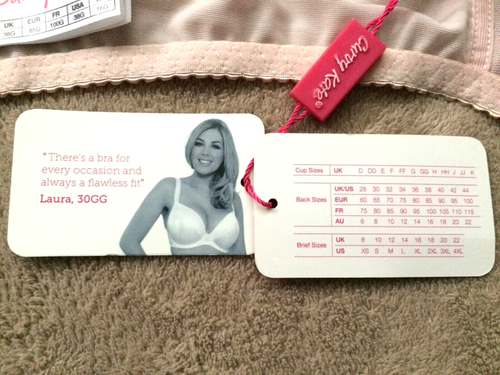 UK EUR FR USA
100G 38G
Curvy Kate®
"There's a bra for
every occasion and
always a flawless fit"
Laura, 30GG
Cup Sizes UK D DD E F FF G GG H HH J JJ K
UK/US 28 30 32 34 36 38 40 42 44
Back Sizes EUR 60 65 70 75 80 85 90 95 100
FR 75 80 85 90 95 100 105 110 115
AU 6 8 10 12 14 16 18 20 22
Brief Sizes UK 8 10 12 14 16 18 20 22
US XS S M L XL 2XL 3XL 4XL